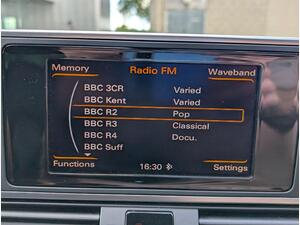 Memory
Radio FM
Waveband
BBC 3CR Varied
BBC Kent Varied
BBC R2 Pop
BBC R3 Classical
BBC R4 Docu.
BBC Suff
Functions
16:30
Settings